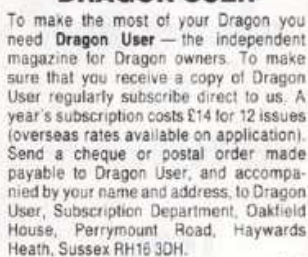 DRAGON USER
To make the most of your Dragon you
need Dragon User — the independent
magazine for Dragon owners. To make
sure that you receive a copy of Dragon
User regularly subscribe direct to us. A
year's subscription costs £14 for 12 issues
(overseas rates available on application).
Send a cheque or postal order made
payable to Dragon User, and accompa-
nied by your name and address, to Dragon
User, Subscription Department, Oakfield
House, Perrymount Road, Haywards
Heath, Sussex RH16 3DH.